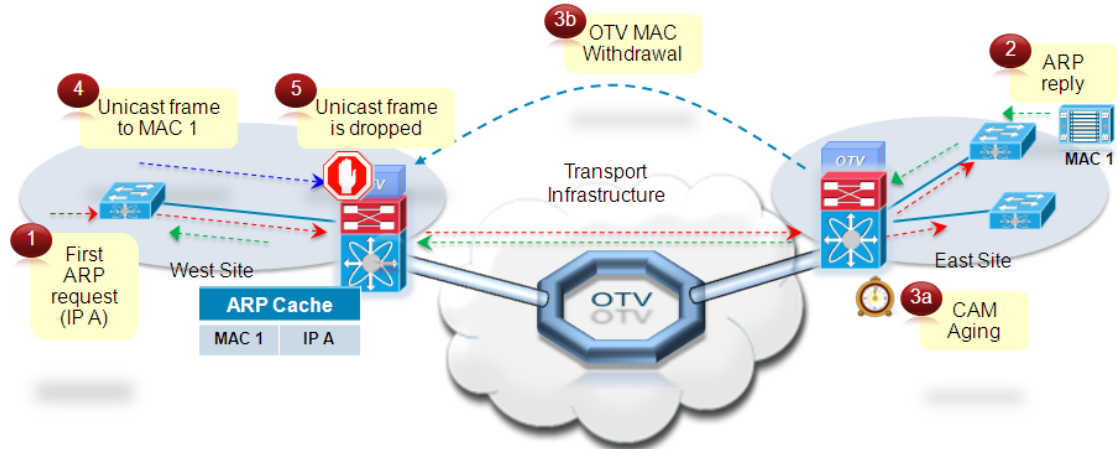 3b
OTV MAC
Withdrawal
2
ARP
reply
4
Unicast frame
to MAC 1
5
Unicast frame
is dropped
OTV
MAC 1
Transport
Infrastructure
1
First
ARP
request
(IP A)
West Site
East Site
ARP Cache
MAC 1 IP A
OTV
OTV
3a
CAM
Aging